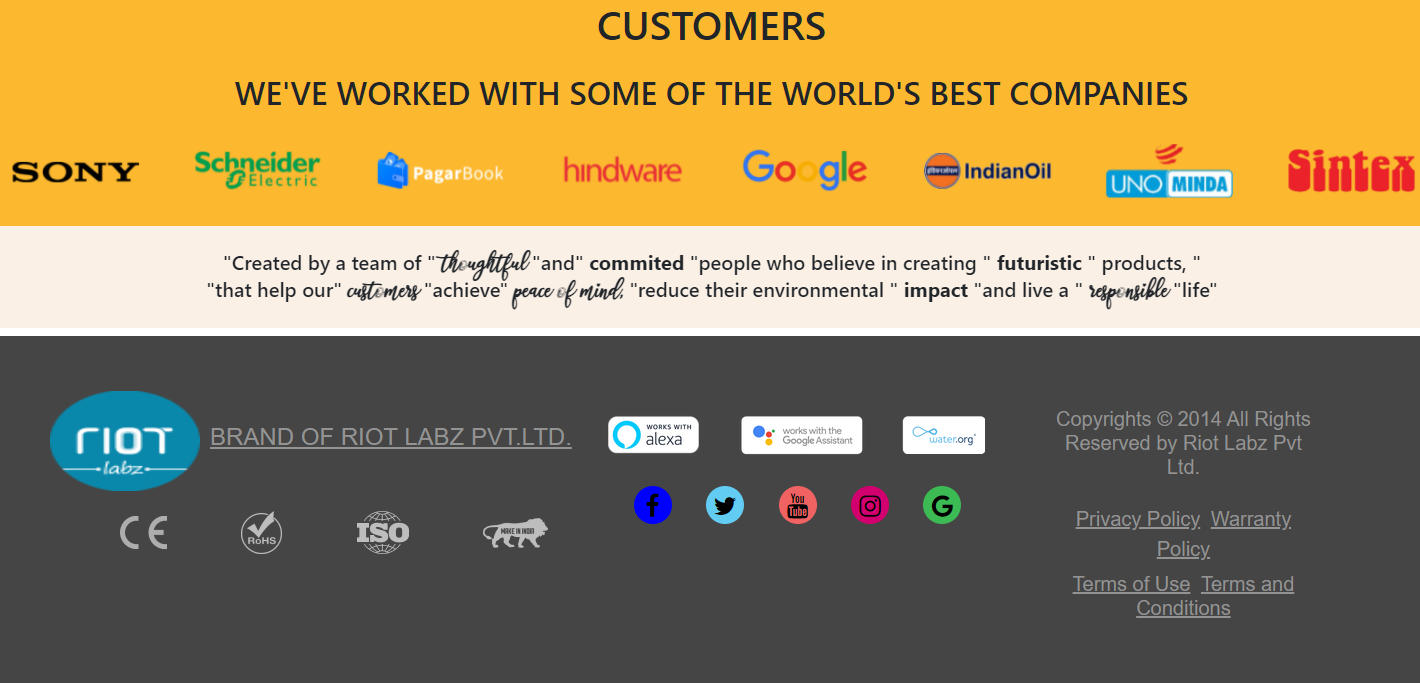 CUSTOMERS
WE'VE WORKED WITH SOME OF THE WORLD'S BEST COMPANIES
SONY Schneider Electric PagarBook hindware Google IndianOil UNO MINDA Sintex
"Created by a team of "thoughtful "and" commited "people who believe in creating " futuristic " products, "
"that help our" customers "achieve" peace of mind, "reduce their environmental " impact "and live a " responsible "life"
RIOT labz
BRAND OF RIOT LABZ PVT.LTD.
CE RoHS ISO MAKE IN INDIA
WORKS WITH alexa
works with the Google Assistant
water.org
f You Tube G
Copyrights © 2014 All Rights
Reserved by Riot Labz Pvt
Ltd.
Privacy Policy Warranty
Policy
Terms of Use Terms and
Conditions